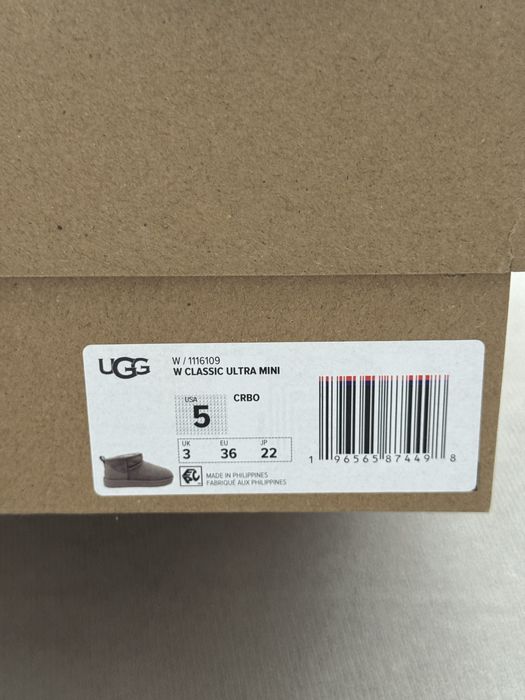 UGG
W / 1116109
W CLASSIC ULTRA MINI
USA
5
CRBO
UK EU JP
3 36 22
MADE IN PHILIPPINES
FABRIQUÉ AUX PHILIPPINES
1 96565 87449 8